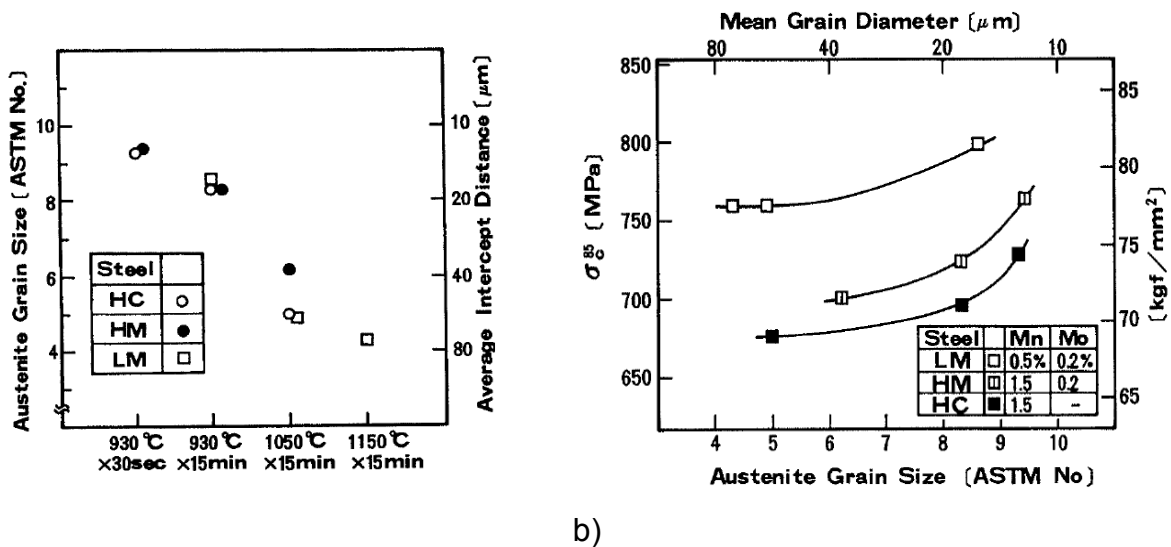 Austenite Grain Size [ASTM No.]
10
8
6
4
Steel
HC ○
HM ●
LM □
930℃ 930℃ 1050℃ 1150℃
×30sec ×15min ×15min ×15min
10
20
40
80
Average Intercept Distance [μm]
Mean Grain Diameter [μm]
80 40 20 10
850
800
750
700
650
σc85 (MPa)
85
80
75
70
65
[kgf/mm2]
Steel Mn Mo
LM □ 0.5% 0.2%
HM 1.5 0.2
HC ■ 1.5 -
4 5 6 7 8 9 10
Austenite Grain Size [ASTM No]
b)